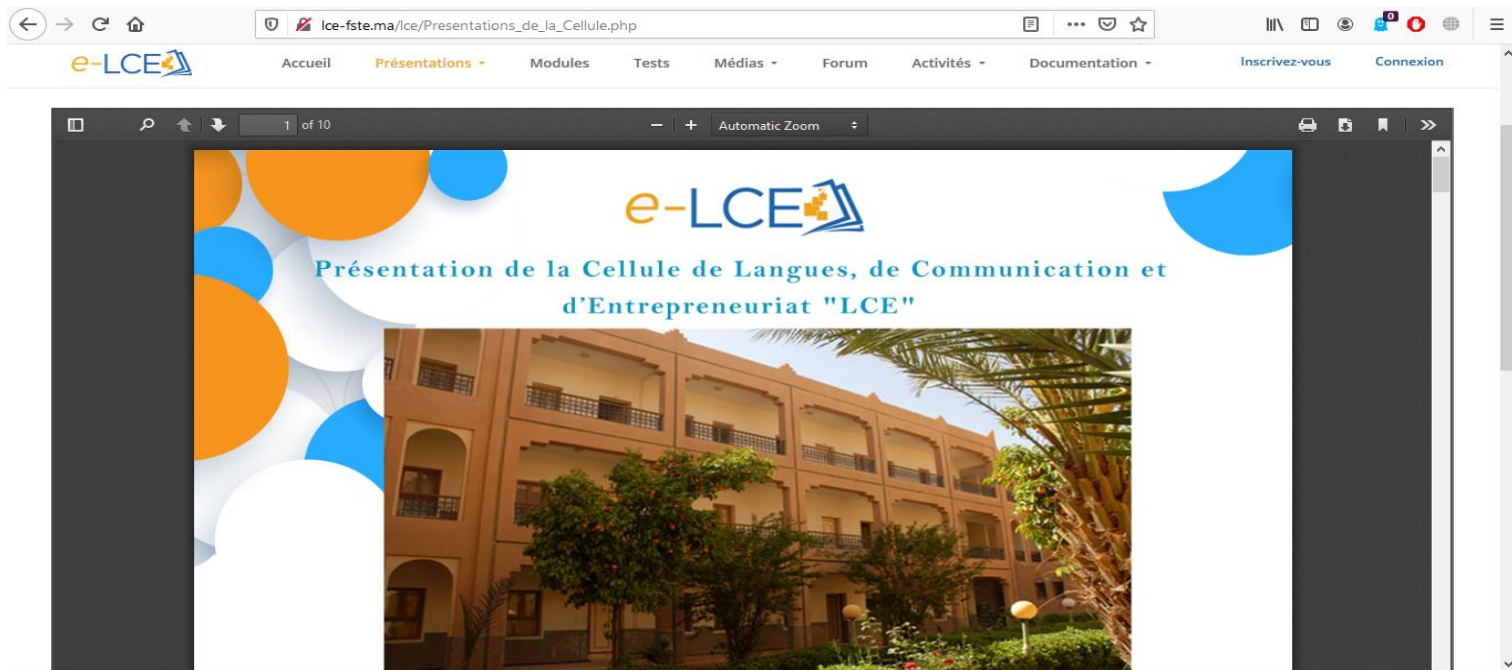 lce-fste.ma/lce/Presentations_de_la_Cellule.php
0
e-LCE
Accueil Présentations Modules Tests Médias Forum Activités Documentation Inscrivez-vous Connexion
1 of 10
Automatic Zoom
e-LCE
Présentation de la Cellule de Langues, de Communication et
d'Entrepreneuriat "LCE"